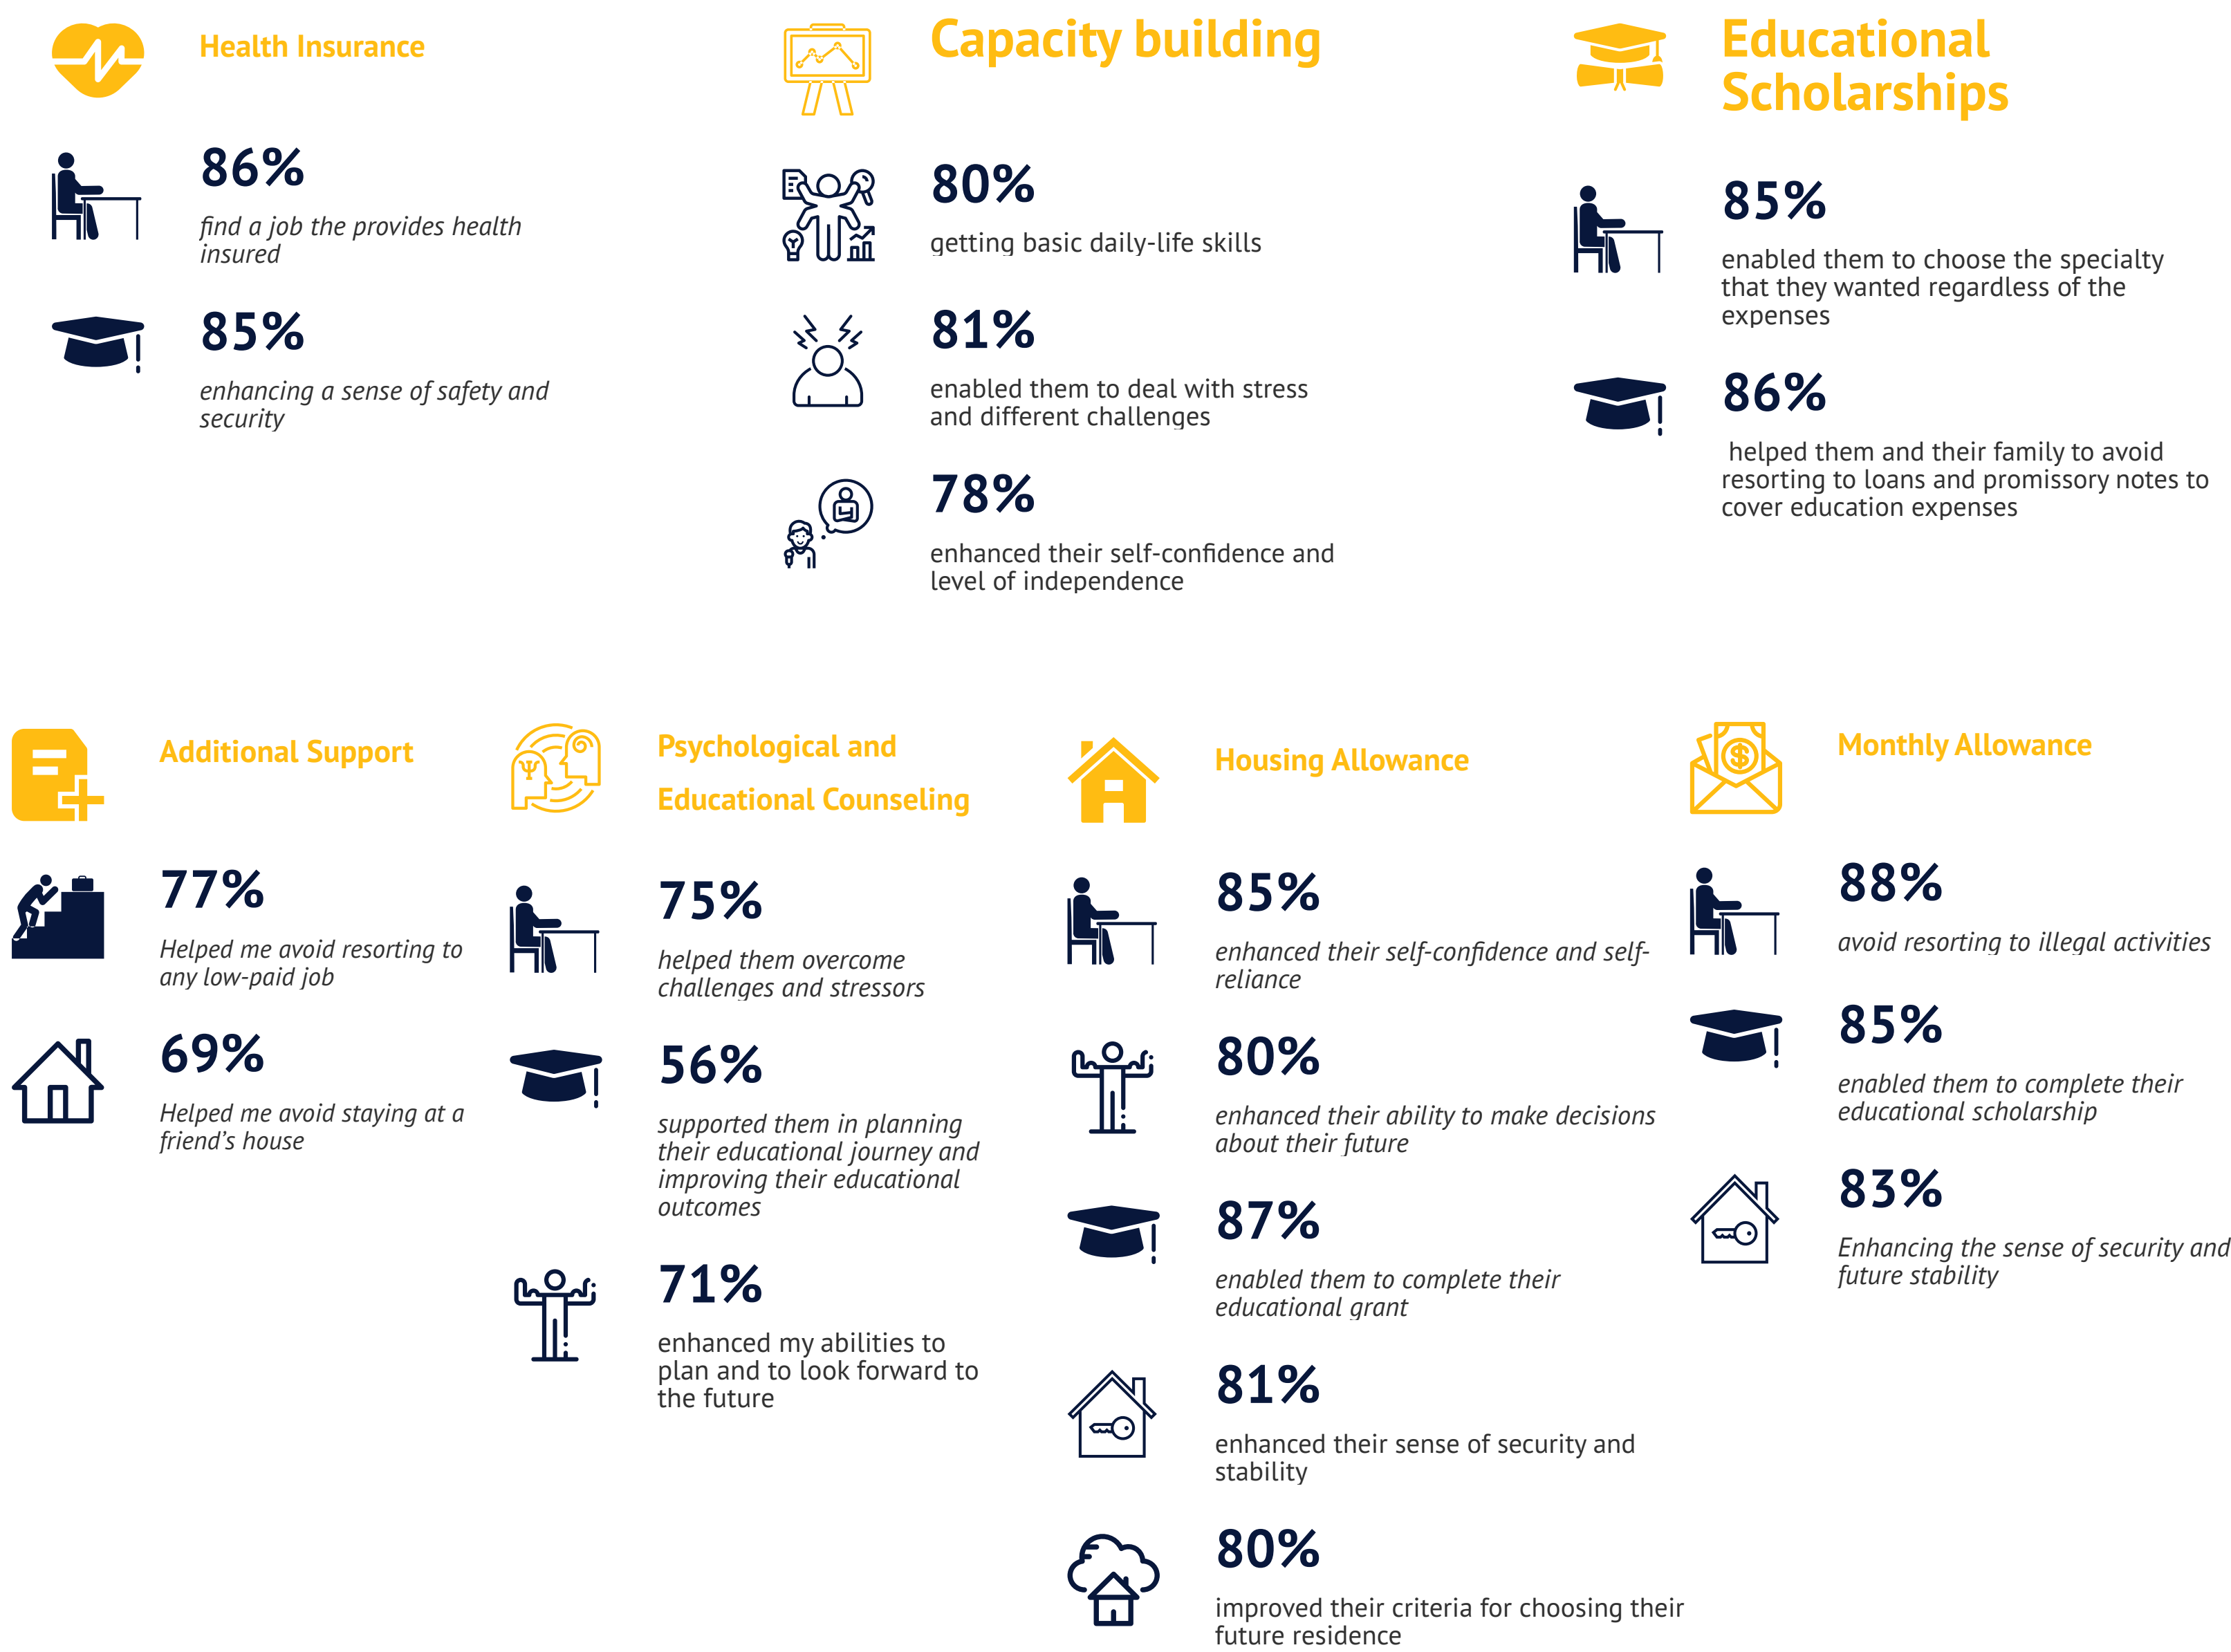 Health Insurance
86%
find a job the provides health
insured
85%
enhancing a sense of safety and
security
Capacity building
80%
getting basic daily-life skills
81%
enabled them to deal with stress
and different challenges
78%
enhanced their self-confidence and
level of independence
Educational
Scholarships
85%
enabled them to choose the specialty
that they wanted regardless of the
expenses
86%
helped them and their family to avoid
resorting to loans and promissory notes to
cover education expenses
Additional Support
77%
Helped me avoid resorting to
any low-paid job
69%
Helped me avoid staying at a
friend’s house
Psychological and
Educational Counseling
75%
helped them overcome
challenges and stressors
56%
supported them in planning
their educational journey and
improving their educational
outcomes
71%
enhanced my abilities to
plan and to look forward to
the future
Housing Allowance
85%
enhanced their self-confidence and self-
reliance
80%
enhanced their ability to make decisions
about their future
87%
enabled them to complete their
educational grant
81%
enhanced their sense of security and
stability
80%
improved their criteria for choosing their
future residence
Monthly Allowance
88%
avoid resorting to illegal activities
85%
enabled them to complete their
educational scholarship
83%
Enhancing the sense of security and
future stability